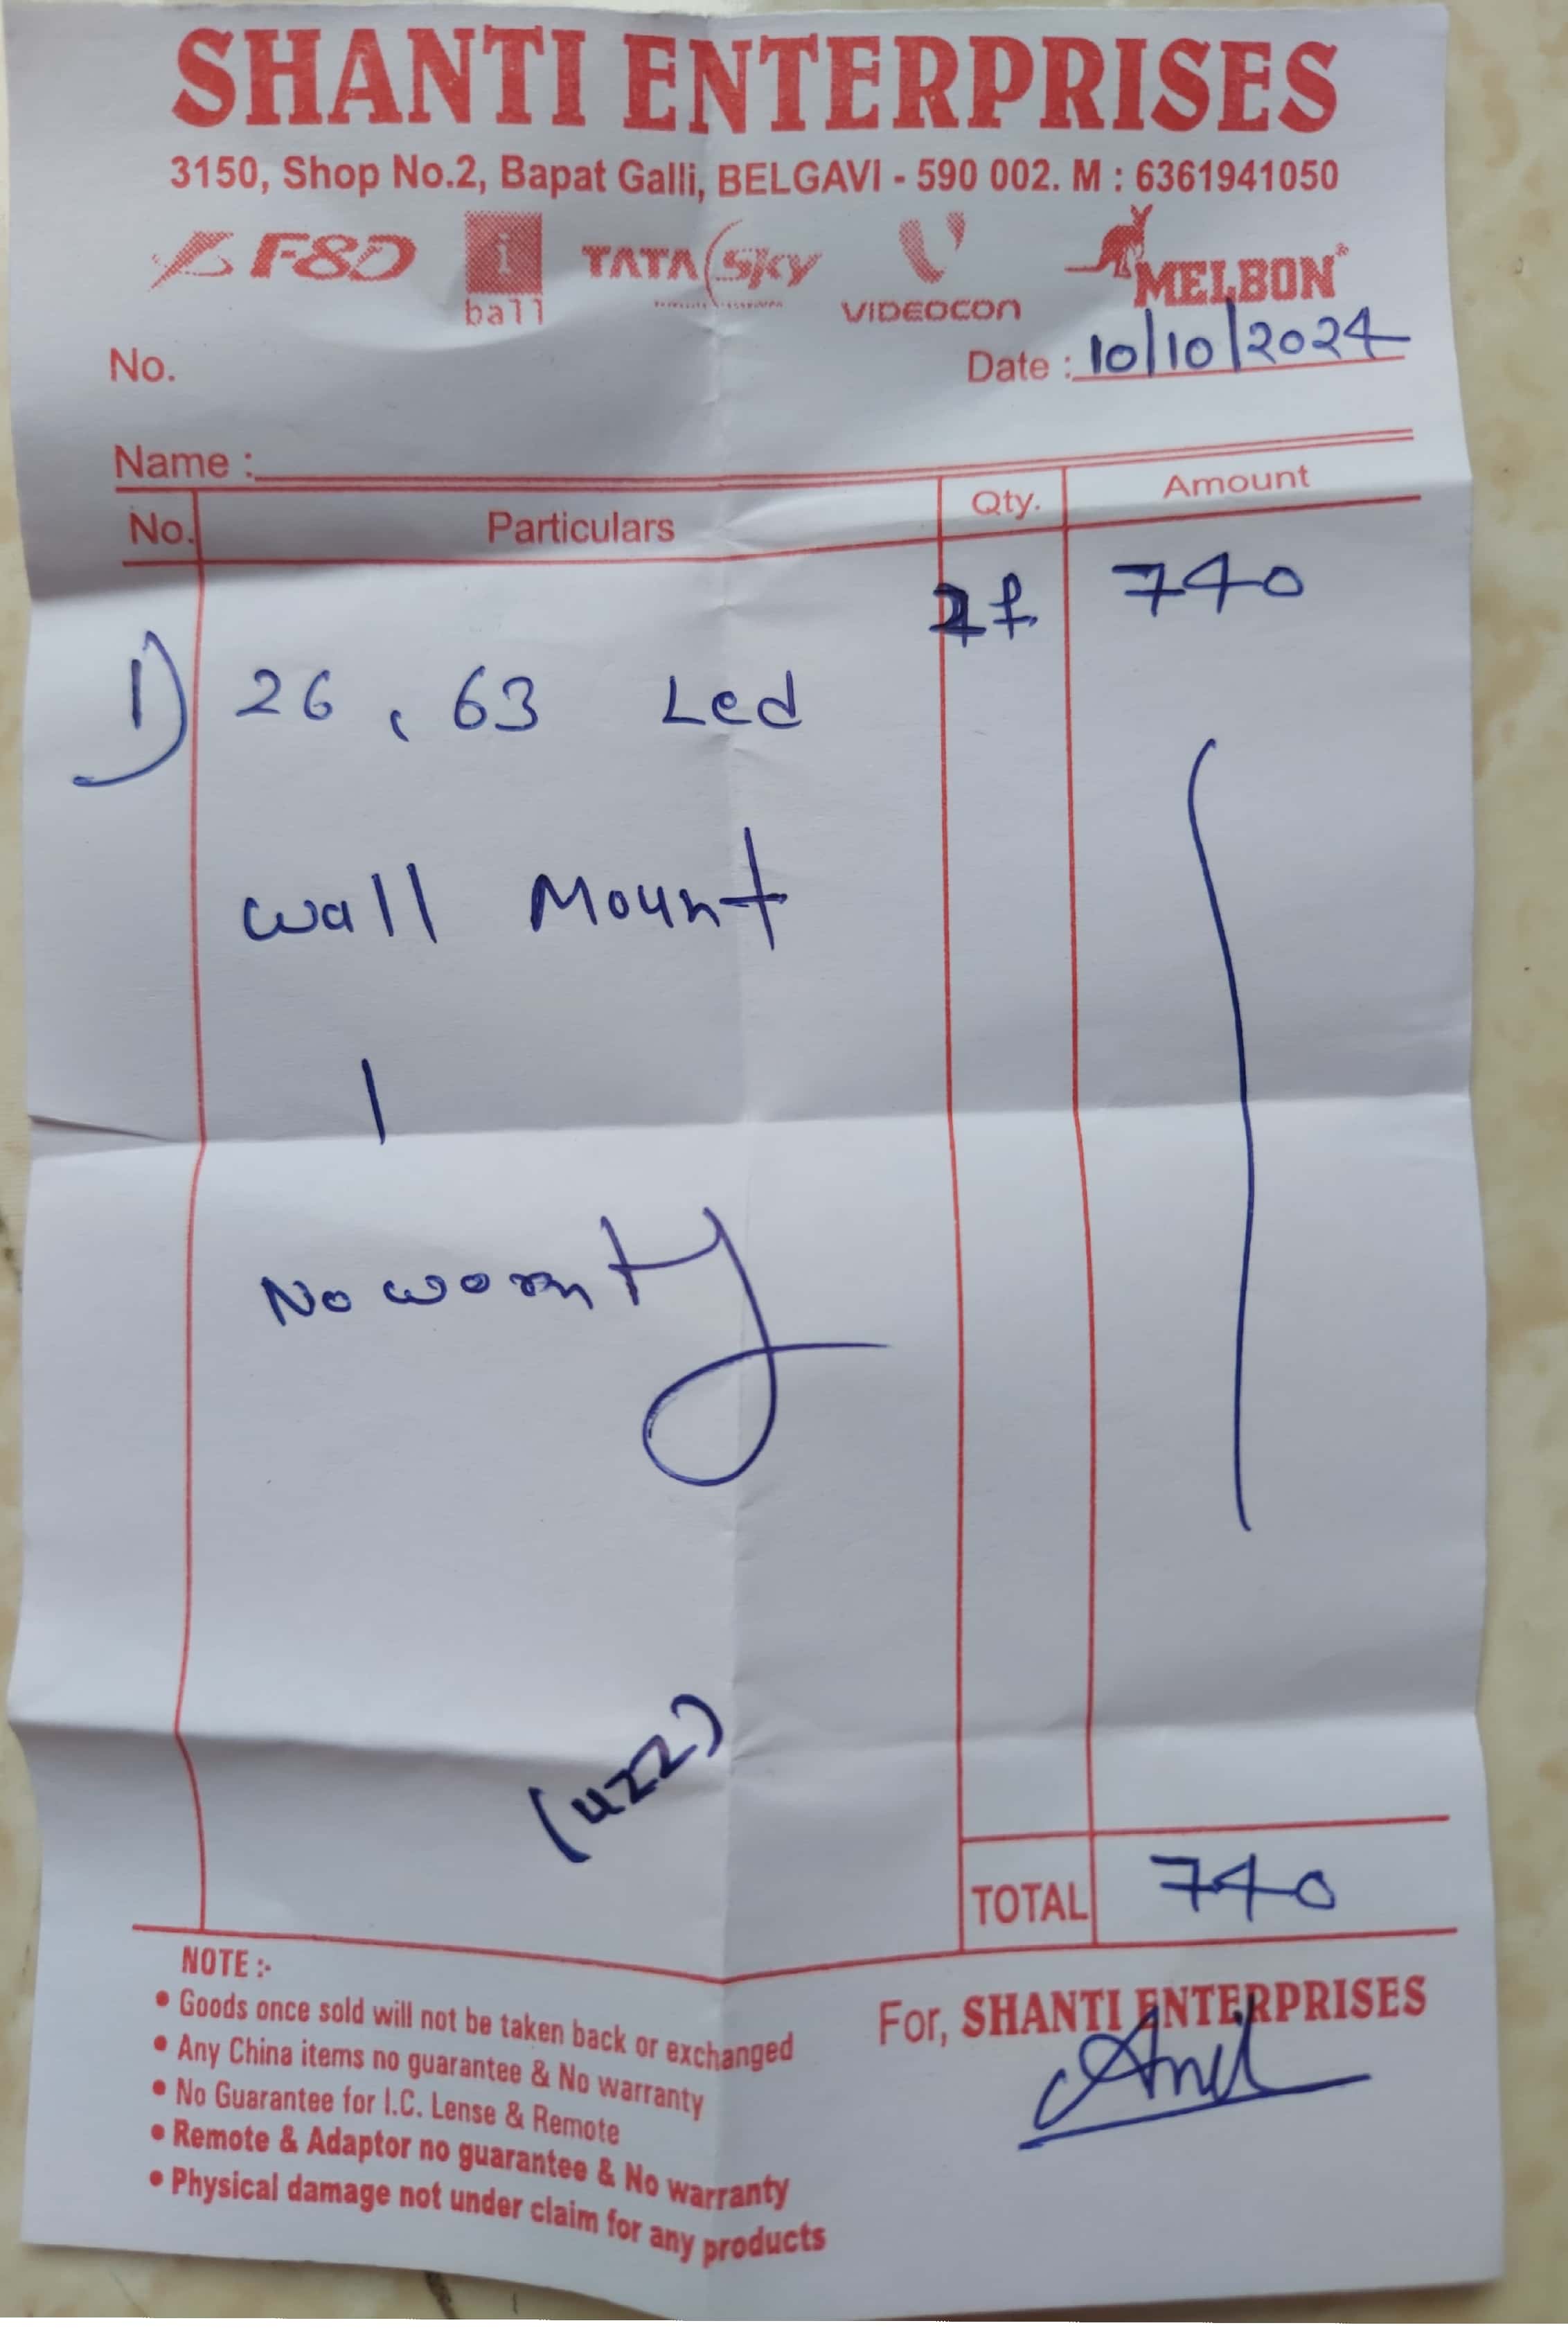 SHANTI ENTERPRISES
3150, Shop No.2, Bapat Galli, BELGAVI - 590 002. M : 6361941050
F&D i ball TATA Sky VIDEOCON MELBON
No. Date : 10/10/2024
Name :
No. Particulars Qty. Amount
740
1) 26, 63 Led
wall Mount
1
No wornty
(422)
TOTAL 740
NOTE :-
• Goods once sold will not be taken back or exchanged
• Any China items no guarantee & No warranty
• No Guarantee for I.C. Lense & Remote
• Remote & Adaptor no guarantee & No warranty
• Physical damage not under claim for any products
For, SHANTI ENTERPRISES
Anil